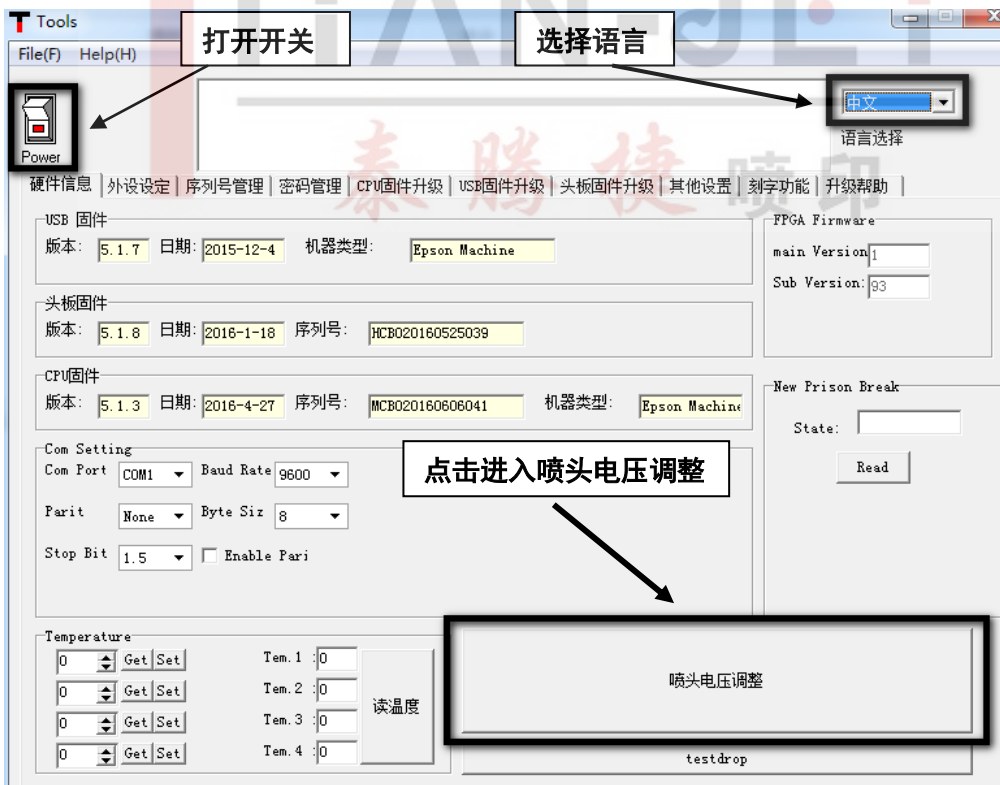 TIANJET
Tools
打开开关
选择语言
File(F) Help(H)
中文
Power
语言选择
泰腾捷喷印
硬件信息 外设设定 序列号管理 密码管理 CPU固件升级 USB固件升级 头板固件升级 其他设置 刻字功能 升级帮助
USB 固件
版本: 5.1.7 日期: 2015-12-4 机器类型: Epson Machine
FPGA Firmware
main Version 1
Sub Version: 93
头板固件
版本: 5.1.8 日期: 2016-1-18 序列号: HCB020160525039
CPU固件
版本: 5.1.3 日期: 2016-4-27 序列号: MCB020160606041 机器类型: Epson Machine
New Prison Break
State:
Read
Com Setting
Com Port COM1 Baud Rate 9600
点击进入喷头电压调整
Parit None Byte Siz 8
Stop Bit 1.5 Enable Pari
Temperature
0 Get Set Tem.1 :0
0 Get Set Tem.2 :0
0 Get Set Tem.3 :0
0 Get Set Tem.4 :0
读温度
喷头电压调整
testdrop